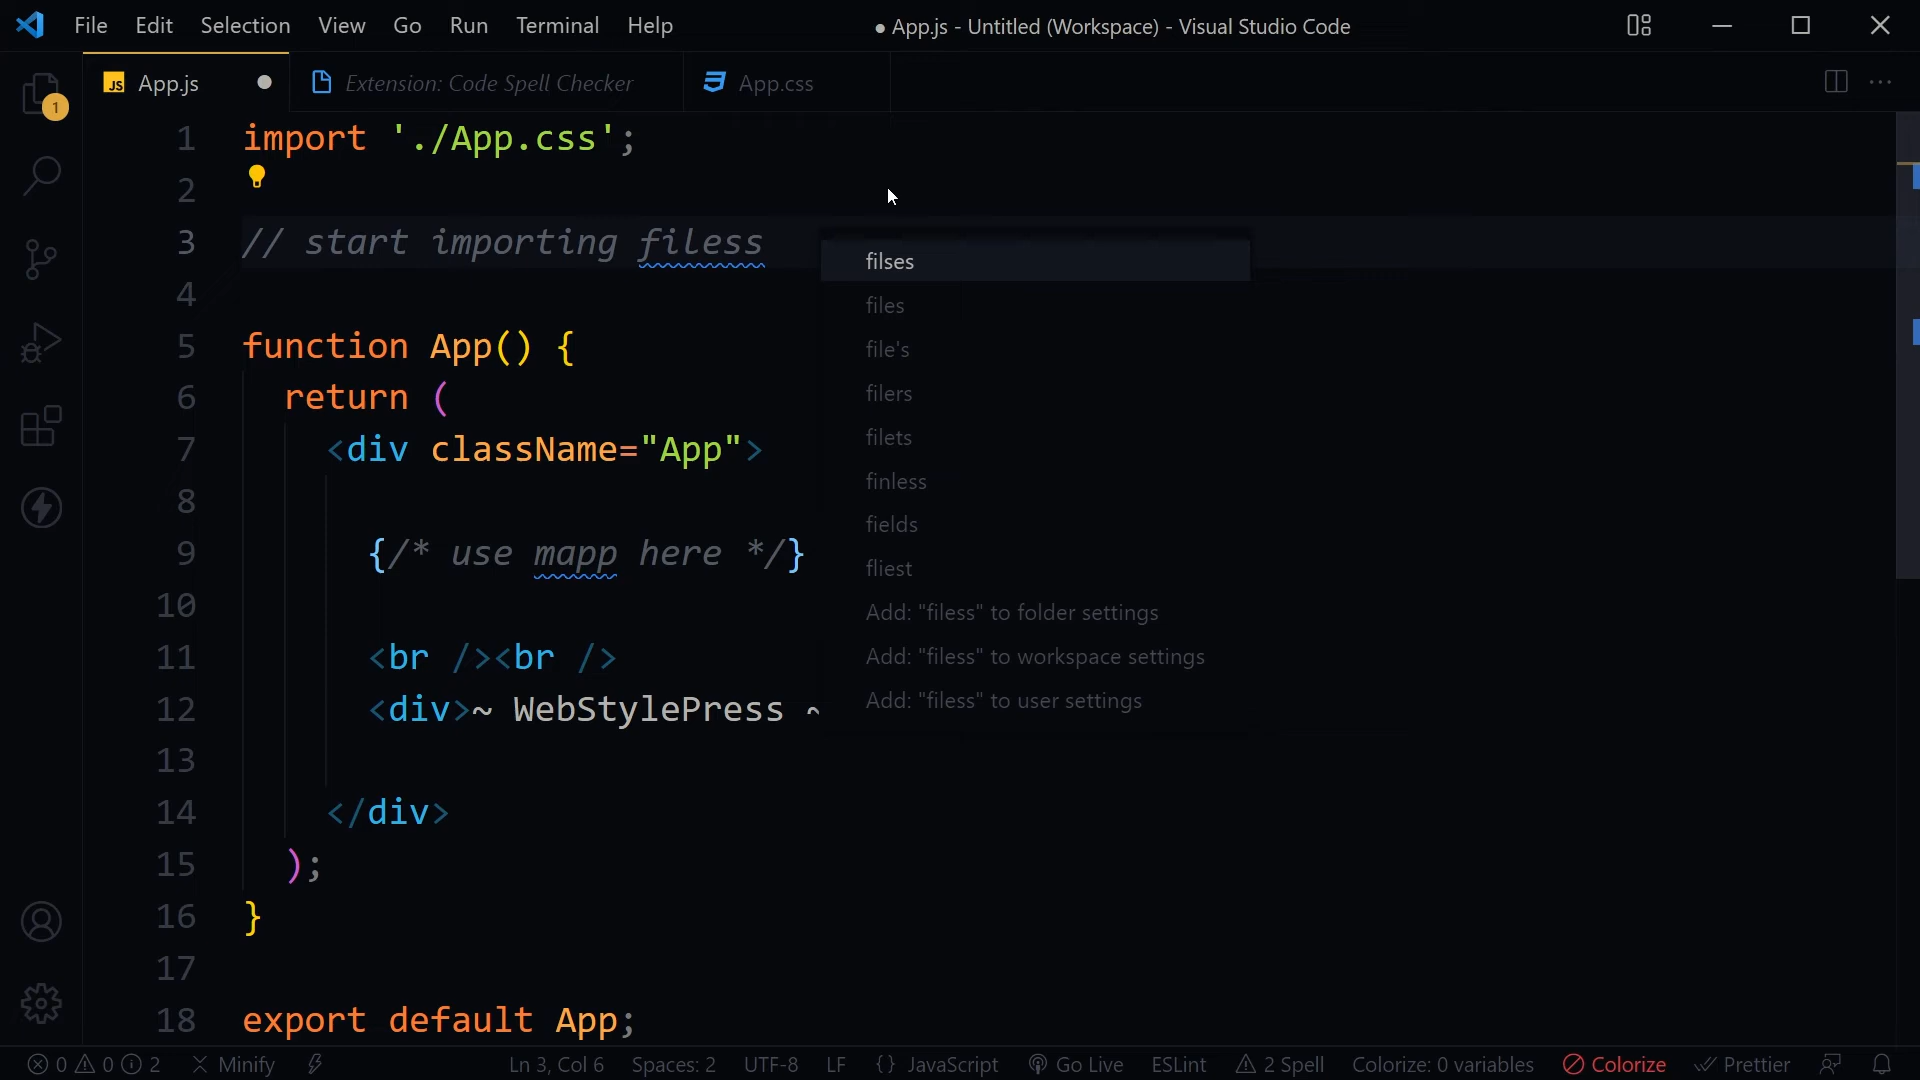 File Edit Selection View Go Run Terminal Help ● App.js - Untitled (Workspace) - Visual Studio Code
JS App.js Extension: Code Spell Checker App.css
1
1 import './App.css';
2
3 // start importing filess
4
5 function App() {
6 return (
7 <div className="App">
8
9 {/* use mapp here */}
10
11 <br /><br />
12 <div>~ WebStylePress ~
13
14 </div>
15 );
16 }
17
18 export default App;
filses
files
file's
filers
filets
finless
fields
fliest
Add: "filess" to folder settings
Add: "filess" to workspace settings
Add: "filess" to user settings
0 0 2 Minify Ln 3, Col 6 Spaces: 2 UTF-8 LF {} JavaScript Go Live ESLint 2 Spell Colorize: 0 variables Colorize Prettier